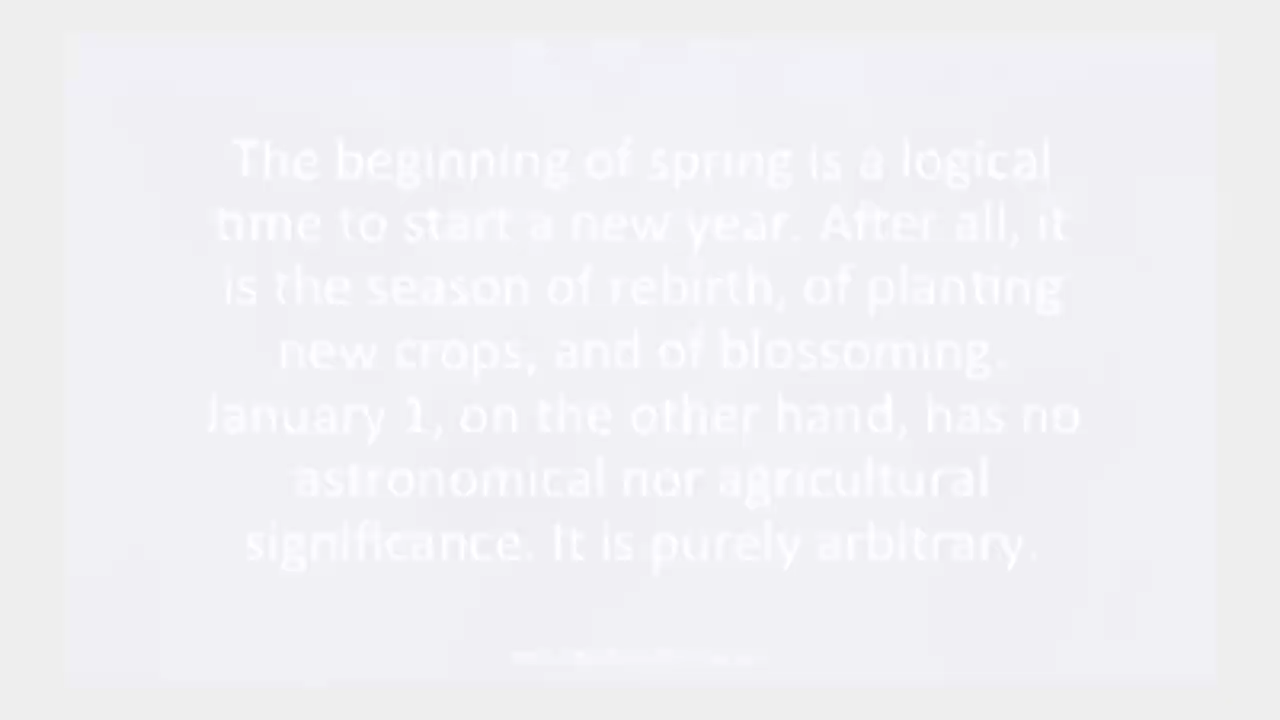 The beginning of spring is a logical
time to start a new year. After all, it
is the season of rebirth, of planting
new crops, and of blossoming.
January 1, on the other hand, has no
astronomical nor agricultural
significance. It is purely arbitrary.